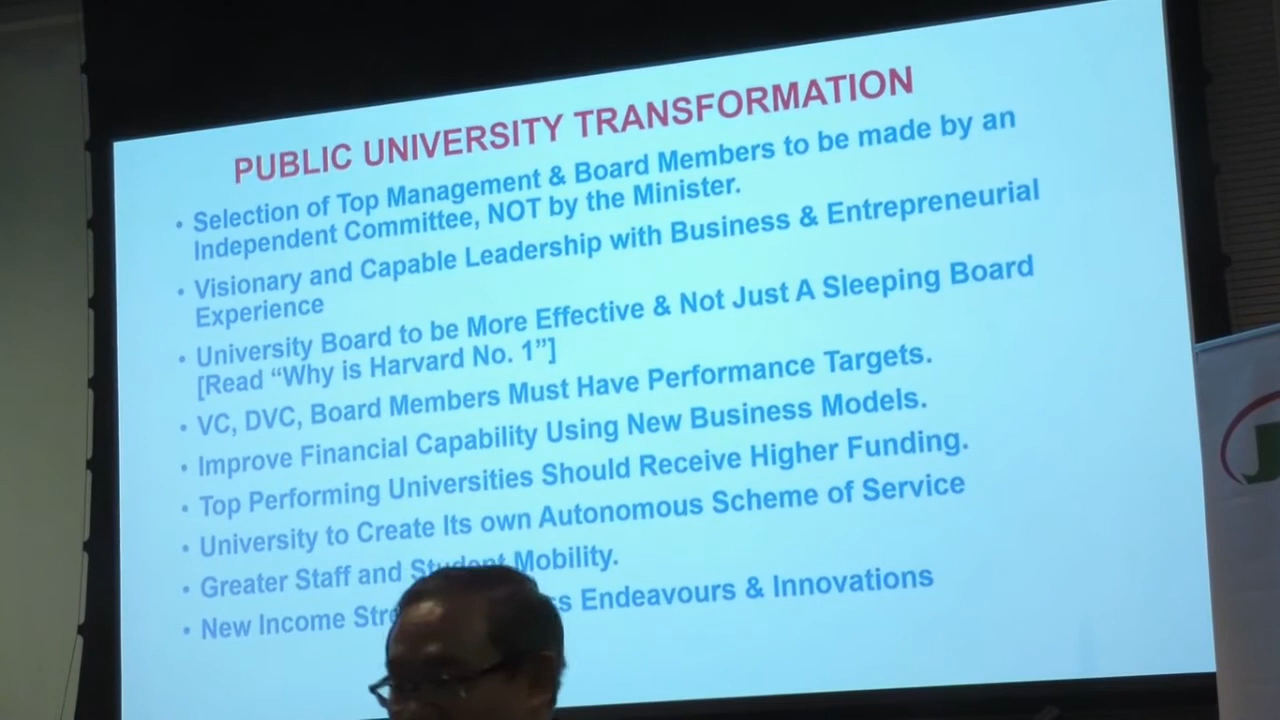 PUBLIC UNIVERSITY TRANSFORMATION
• Selection of Top Management & Board Members to be made by an
Independent Committee, NOT by the Minister.
• Visionary and Capable Leadership with Business & Entrepreneurial
Experience
• University Board to be More Effective & Not Just A Sleeping Board
[Read “Why is Harvard No. 1”]
• VC, DVC, Board Members Must Have Performance Targets.
• Improve Financial Capability Using New Business Models.
• Top Performing Universities Should Receive Higher Funding.
• University to Create Its own Autonomous Scheme of Service
• Greater Staff and Student Mobility.
• New Income Endeavours & Innovations